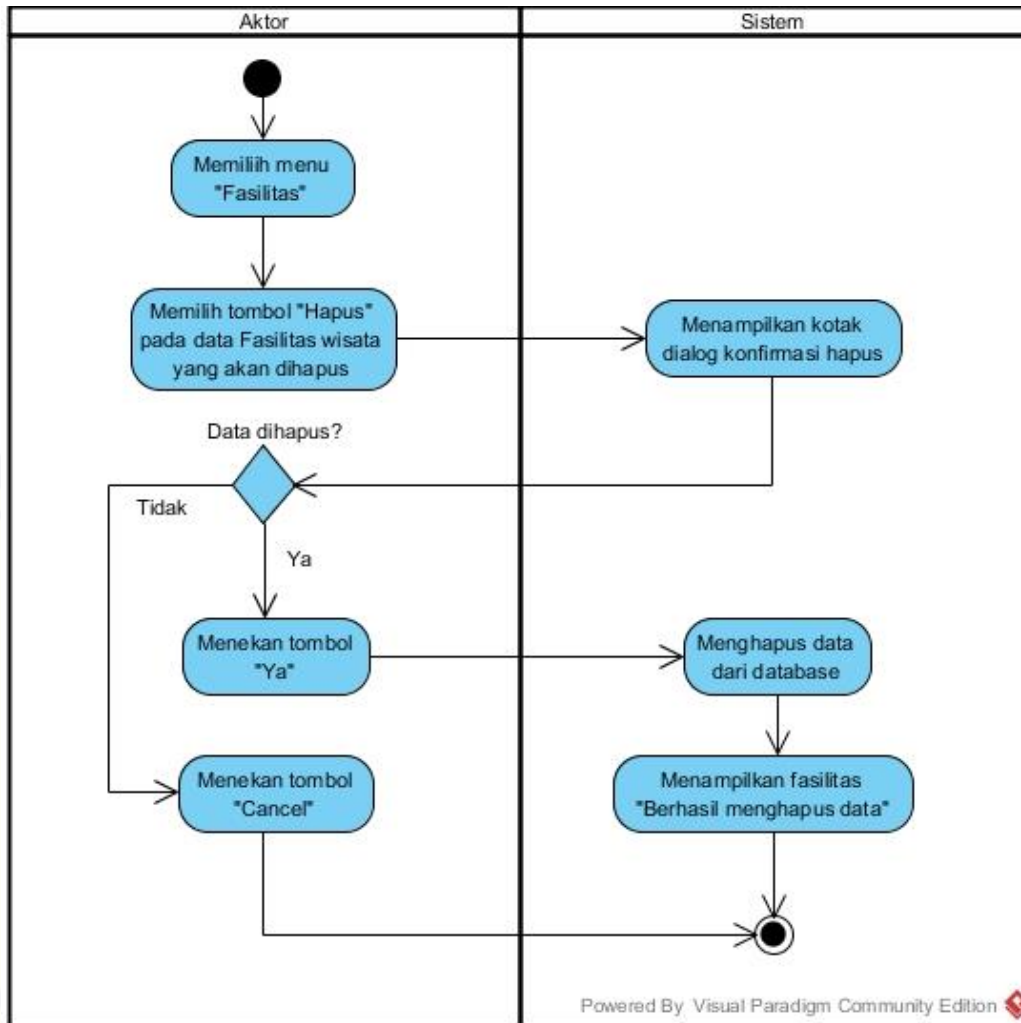 Aktor
Sistem
Memiliih menu
"Fasilitas"
Memilih tombol "Hapus"
pada data Fasilitas wisata
yang akan dihapus
Menampilkan kotak
dialog konfirmasi hapus
Data dihapus?
Tidak
Ya
Menekan tombol
"Ya"
Menghapus data
dari database
Menekan tombol
"Cancel"
Menampilkan fasilitas
"Berhasil menghapus data"
Powered By Visual Paradigm Community Edition